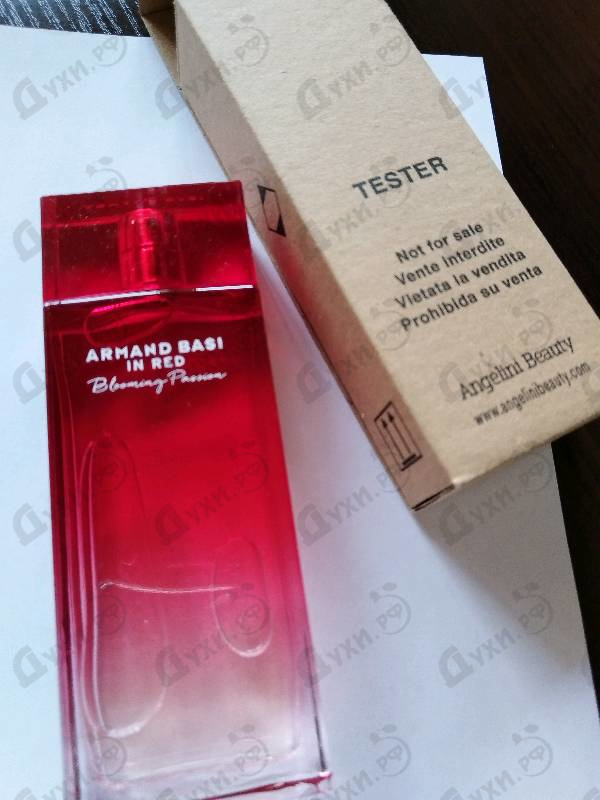 ARMAND BASI
IN RED
Blooming Passion
TESTER
Not for sale
Vente interdite
Vietata la vendita
Prohibida su venta
Angelini Beauty
www.angelinibeauty.com
Духи.РФ